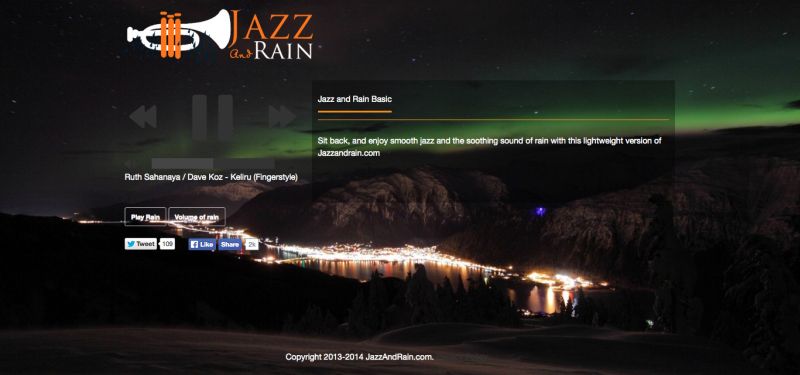 JAZZ
And RAIN
Jazz and Rain Basic
Sit back, and enjoy smooth jazz and the soothing sound of rain with this lightweight version of
Jazzandrain.com
Ruth Sahanaya / Dave Koz - Keliru (Fingerstyle)
Play Rain Volume of rain
Tweet 109 Like Share 2k
Copyright 2013-2014 JazzAndRain.com.